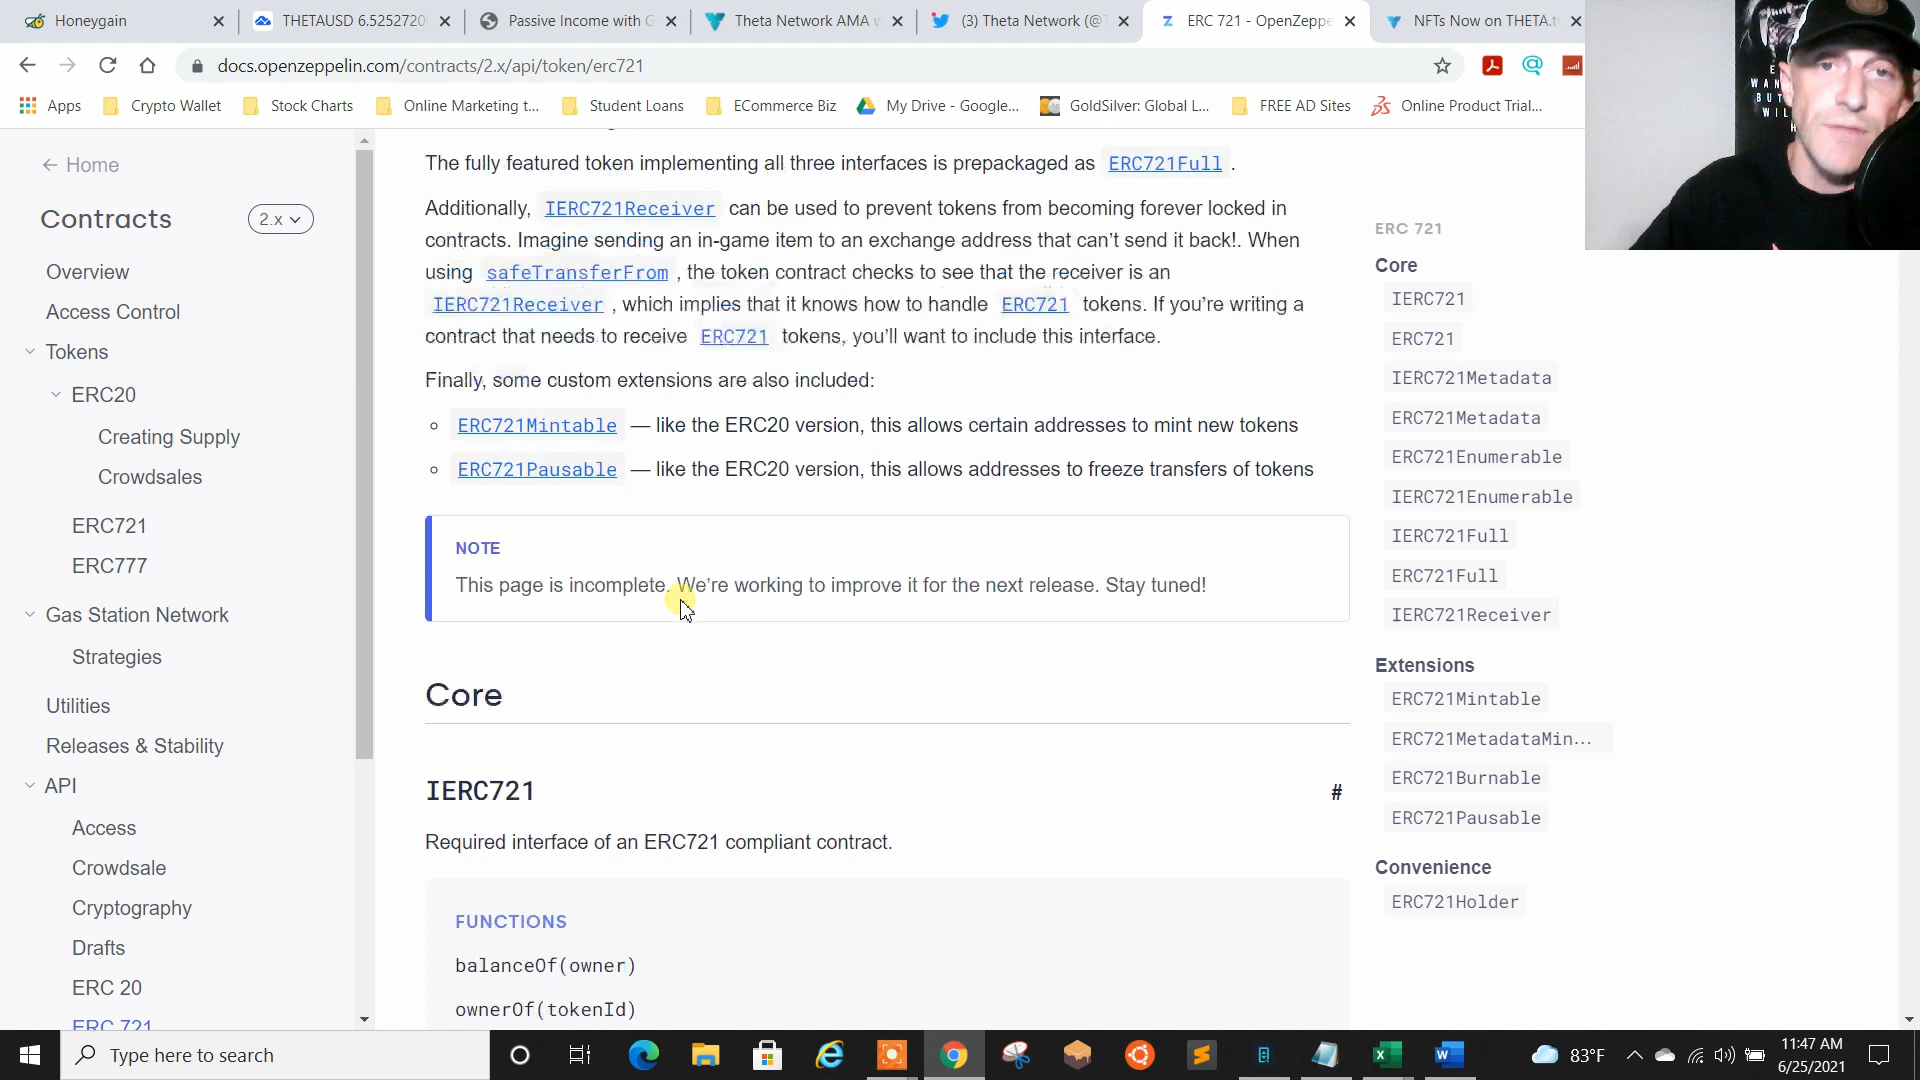 Honeygain
THETAUSD 6.5252720
Passive Income with G
Theta Network AMA w
(3) Theta Network (@T
ERC 721 - OpenZeppe
NFTs Now on THETA.t
docs.openzeppelin.com/contracts/2.x/api/token/erc721
Apps
Crypto Wallet
Stock Charts
Online Marketing t...
Student Loans
ECommerce Biz
My Drive - Google...
GoldSilver: Global L...
FREE AD Sites
Online Product Trial...
E
WAN
BUT
WIL
H
Home
Contracts
2.x
Overview
Access Control
Tokens
ERC20
Creating Supply
Crowdsales
ERC721
ERC777
Gas Station Network
Strategies
Utilities
Releases & Stability
API
Access
Crowdsale
Cryptography
Drafts
ERC 20
ERC 721
The fully featured token implementing all three interfaces is prepackaged as ERC721Full .
Additionally, IERC721Receiver can be used to prevent tokens from becoming forever locked in
contracts. Imagine sending an in-game item to an exchange address that can’t send it back!. When
using safeTransferFrom , the token contract checks to see that the receiver is an
IERC721Receiver , which implies that it knows how to handle ERC721 tokens. If you’re writing a
contract that needs to receive ERC721 tokens, you’ll want to include this interface.
Finally, some custom extensions are also included:
ERC721Mintable — like the ERC20 version, this allows certain addresses to mint new tokens
ERC721Pausable — like the ERC20 version, this allows addresses to freeze transfers of tokens
NOTE
This page is incomplete. We’re working to improve it for the next release. Stay tuned!
Core
IERC721
#
Required interface of an ERC721 compliant contract.
FUNCTIONS
balanceOf(owner)
ownerOf(tokenId)
ERC 721
Core
IERC721
ERC721
IERC721Metadata
ERC721Metadata
ERC721Enumerable
IERC721Enumerable
IERC721Full
ERC721Full
IERC721Receiver
Extensions
ERC721Mintable
ERC721MetadataMin...
ERC721Burnable
ERC721Pausable
Convenience
ERC721Holder
Type here to search
83°F
11:47 AM
6/25/2021